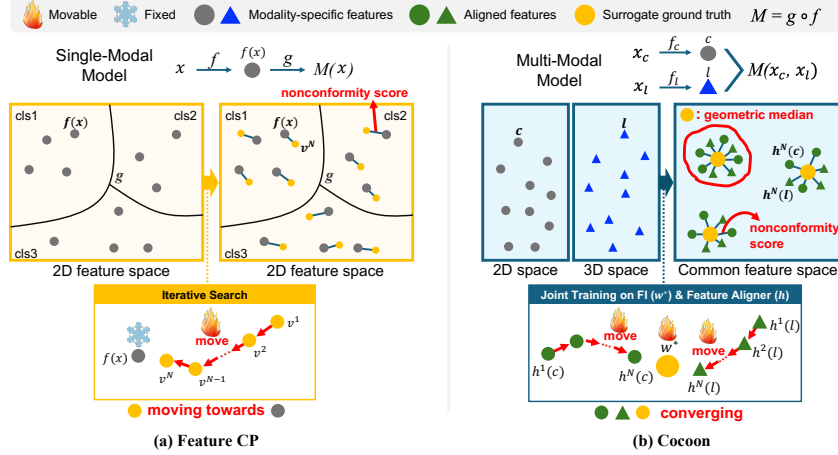 Movable Fixed Modality-specific features Aligned features Surrogate ground truth M = g∘f
Single-Modal Model
x f f(x) g M(x)
nonconformity score
cls1 cls2 f(x) g cls3
2D feature space
cls1 cls2 f(x) v^N g cls3
2D feature space
Iterative Search
f(x) move v^1 v^2 v^N v^{N-1}
moving towards
(a) Feature CP
Multi-Modal Model
x_c f_c c
x_l f_l l
M(x_c, x_l)
c
2D space
l
3D space
: geometric median
h^N(c)
h^N(l)
nonconformity score
Common feature space
Joint Training on FI (w*) & Feature Aligner (h)
move w* move
h^1(c) h^N(c) h^N(l) h^2(l) h^1(l)
converging
(b) Cocoon